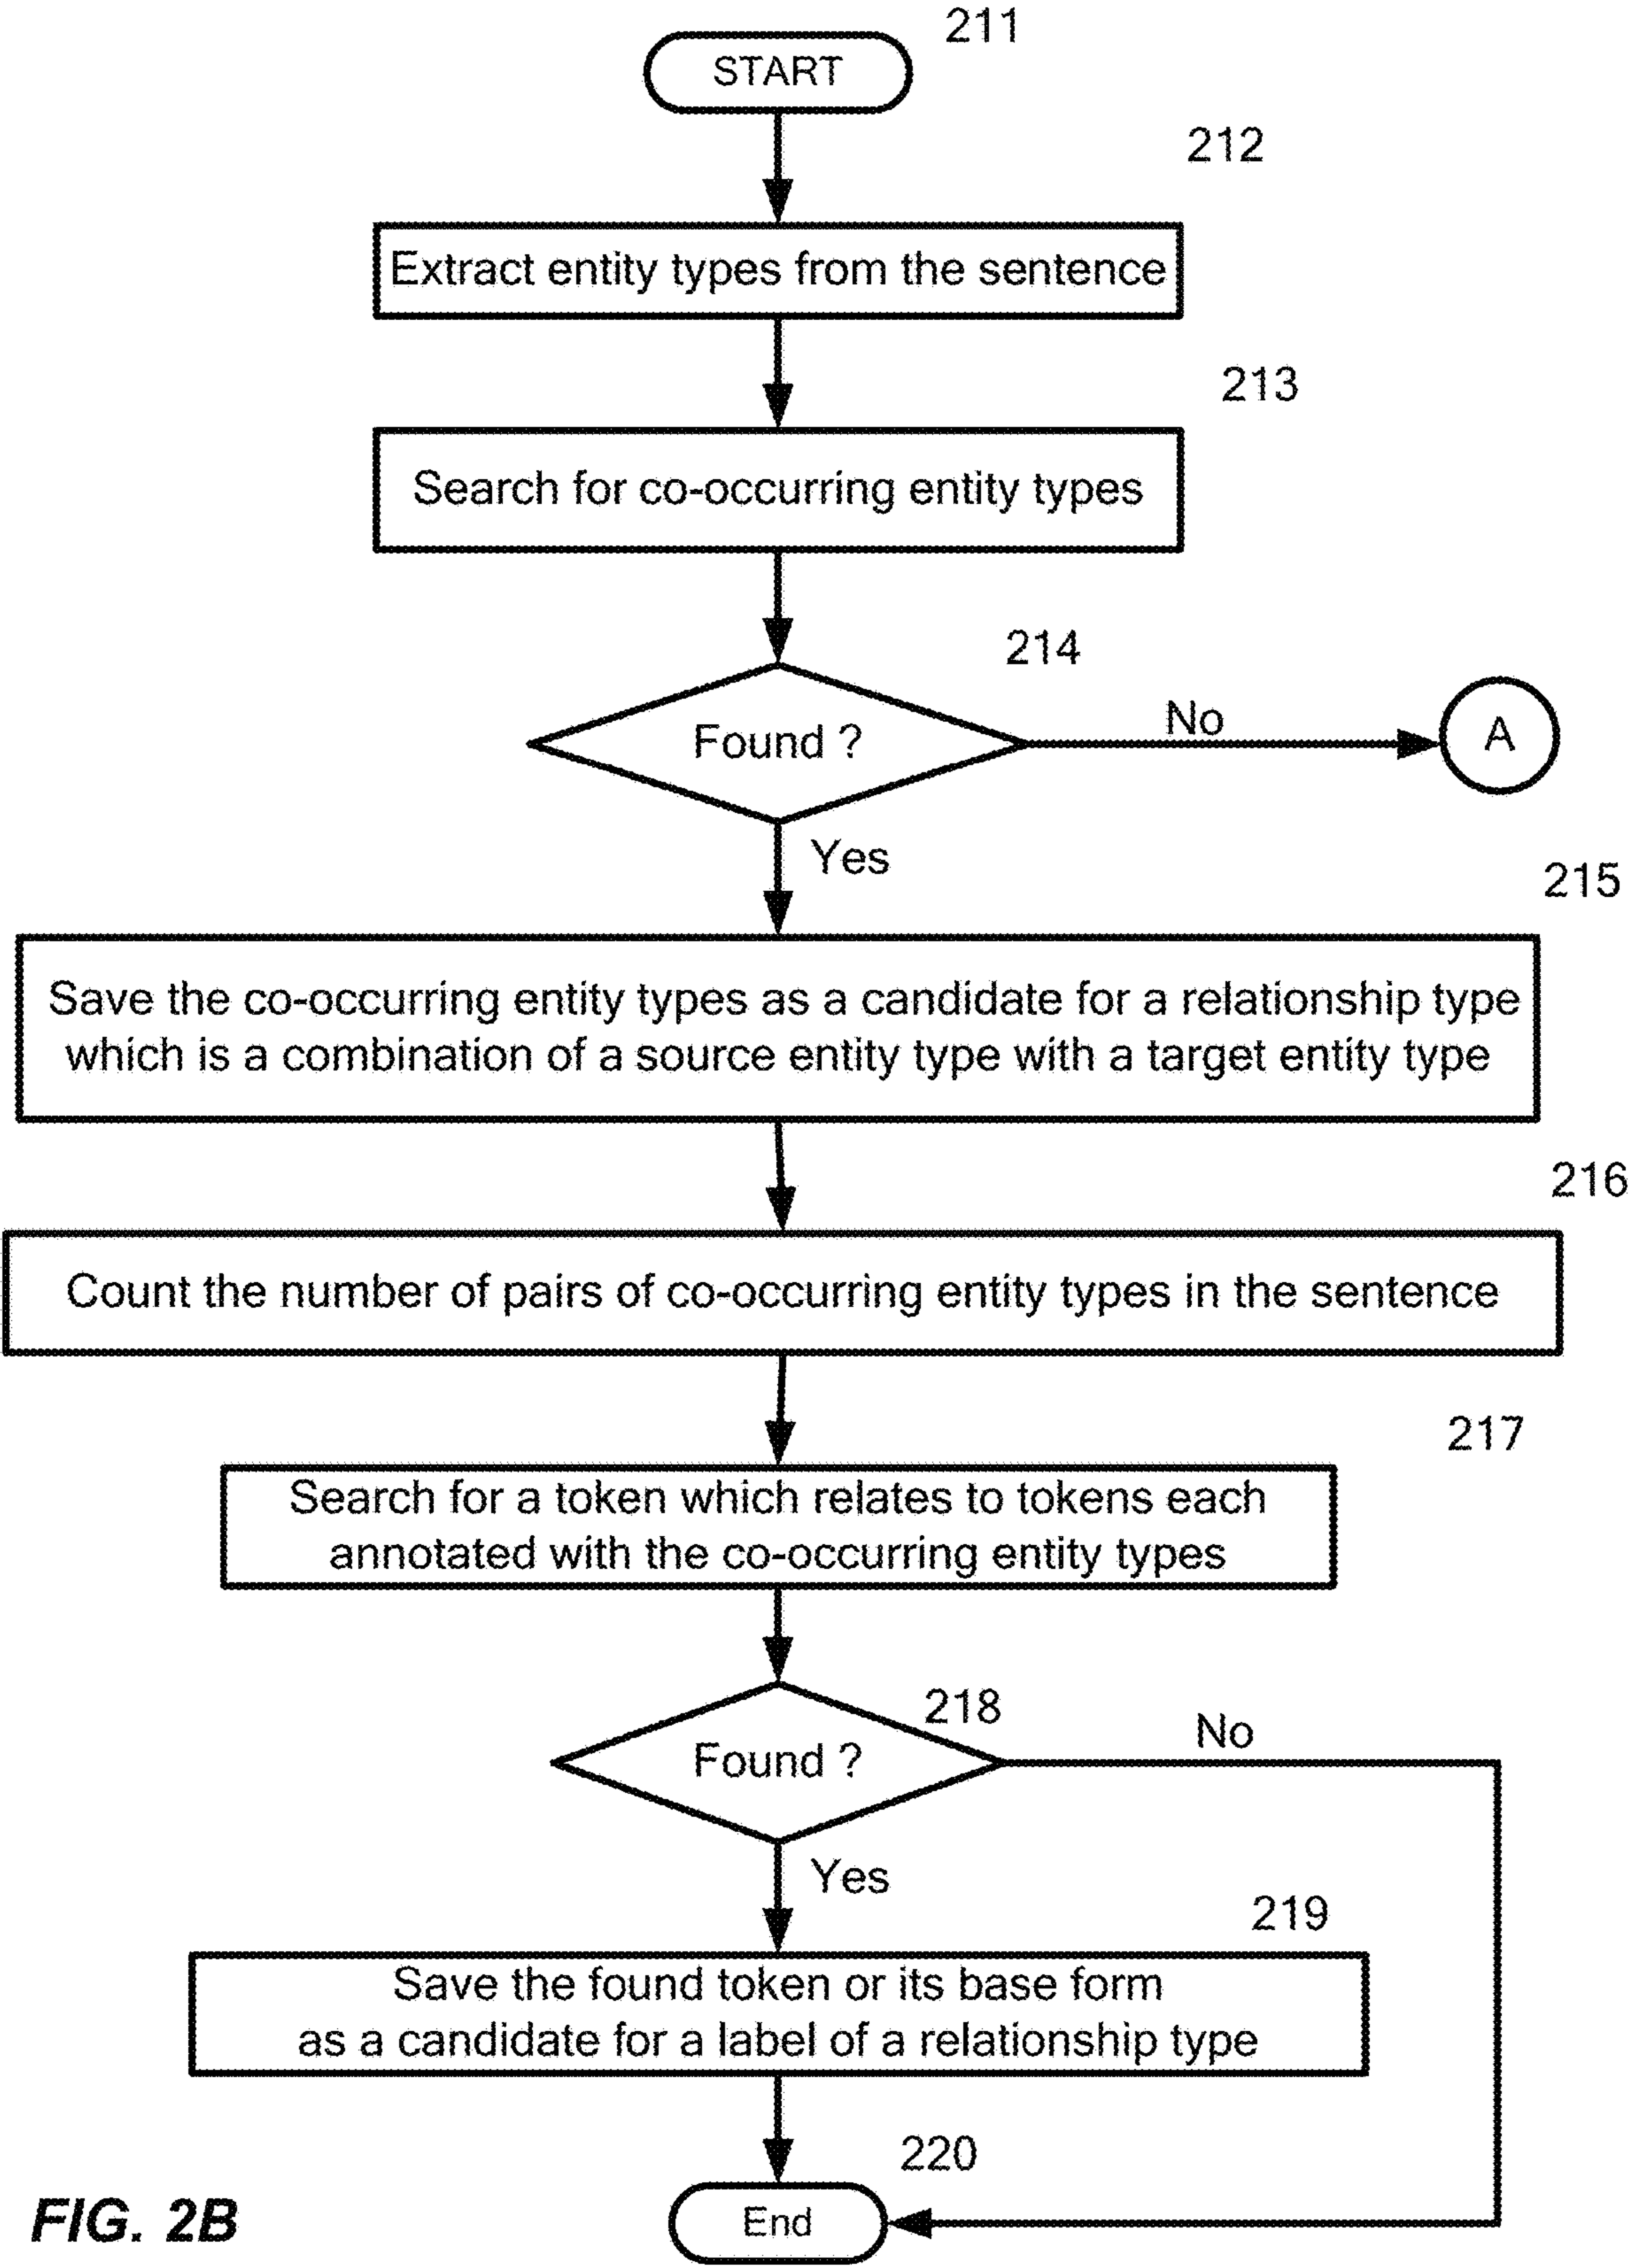 211
START
212
Extract entity types from the sentence
213
Search for co-occurring entity types
214
Found ?
No
A
Yes
215
Save the co-occurring entity types as a candidate for a relationship type
which is a combination of a source entity type with a target entity type
216
Count the number of pairs of co-occurring entity types in the sentence
217
Search for a token which relates to tokens each
annotated with the co-occurring entity types
218
Found ?
No
Yes
219
Save the found token or its base form
as a candidate for a label of a relationship type
220
End
FIG. 2B